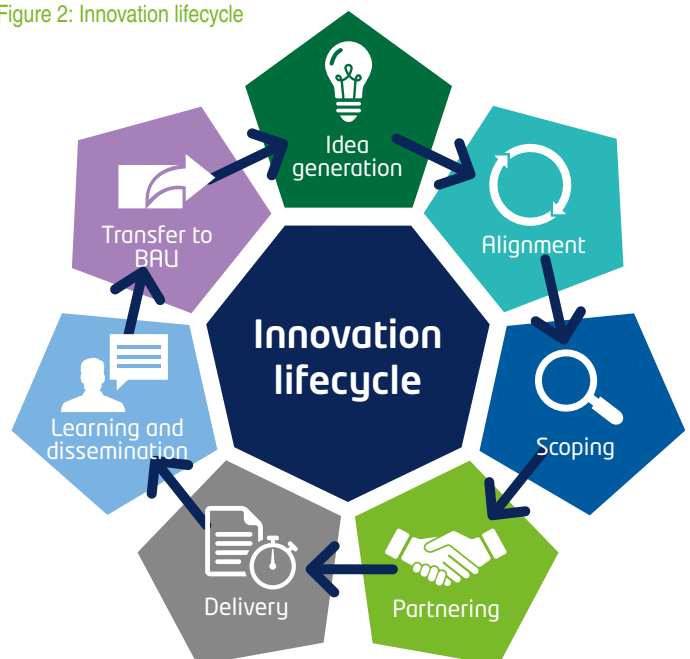 Figure 2: Innovation lifecycle
Idea
generation
Alignment
Scoping
Partnering
Delivery
Learning and
dissemination
Transfer to
BAU
Innovation
lifecycle